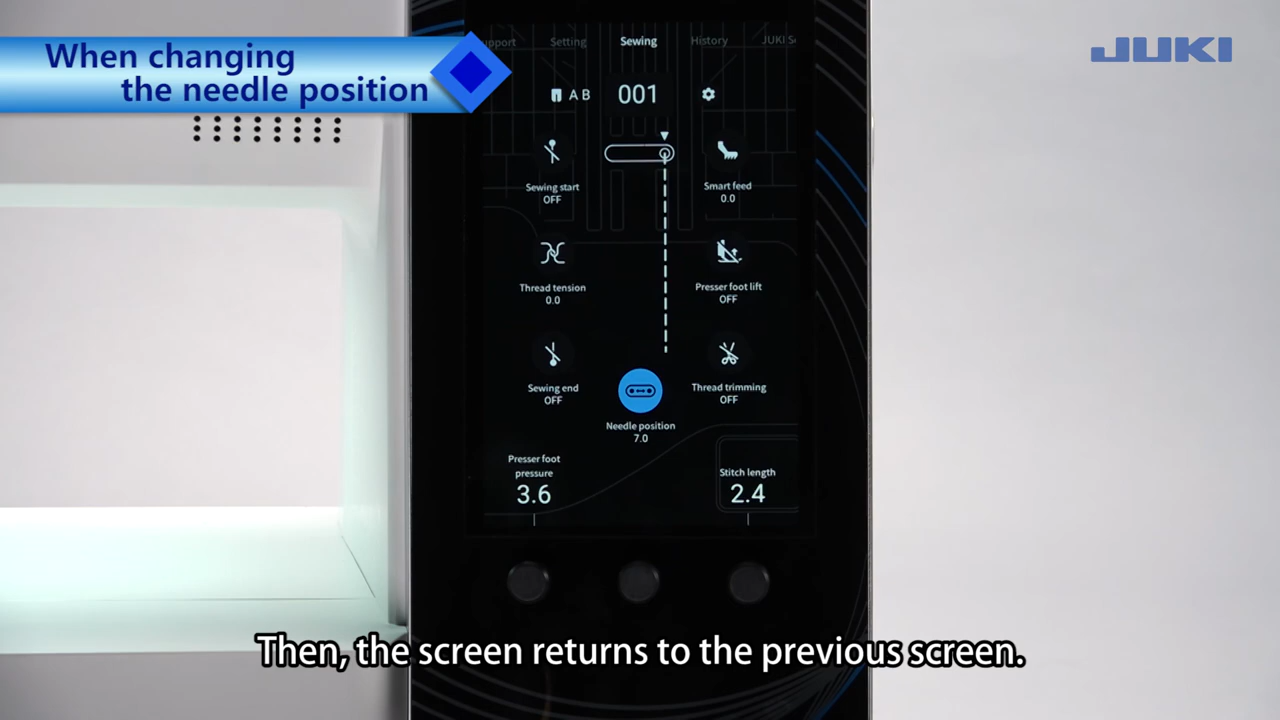 When changing
the needle position
JUKI
pport Setting Sewing History JUKI S
A B 001
Sewing start
OFF
Smart feed
0.0
Thread tension
0.0
Presser foot lift
OFF
Sewing end
OFF
Thread trimming
OFF
Needle position
7.0
Presser foot
pressure
3.6
Stitch length
2.4
Then, the screen returns to the previous screen.